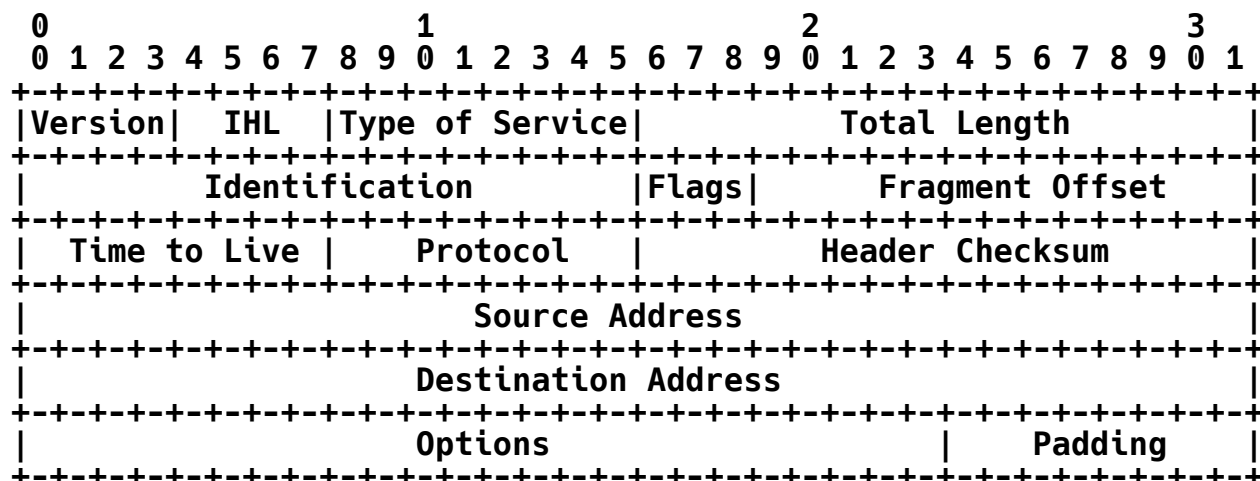 0                   1                   2                   3
 0 1 2 3 4 5 6 7 8 9 0 1 2 3 4 5 6 7 8 9 0 1 2 3 4 5 6 7 8 9 0 1
+-+-+-+-+-+-+-+-+-+-+-+-+-+-+-+-+-+-+-+-+-+-+-+-+-+-+-+-+-+-+-+-+
|Version|  IHL  |Type of Service|          Total Length         |
+-+-+-+-+-+-+-+-+-+-+-+-+-+-+-+-+-+-+-+-+-+-+-+-+-+-+-+-+-+-+-+-+
|         Identification        |Flags|      Fragment Offset    |
+-+-+-+-+-+-+-+-+-+-+-+-+-+-+-+-+-+-+-+-+-+-+-+-+-+-+-+-+-+-+-+-+
|  Time to Live |    Protocol   |         Header Checksum       |
+-+-+-+-+-+-+-+-+-+-+-+-+-+-+-+-+-+-+-+-+-+-+-+-+-+-+-+-+-+-+-+-+
|                       Source Address                          |
+-+-+-+-+-+-+-+-+-+-+-+-+-+-+-+-+-+-+-+-+-+-+-+-+-+-+-+-+-+-+-+-+
|                    Destination Address                        |
+-+-+-+-+-+-+-+-+-+-+-+-+-+-+-+-+-+-+-+-+-+-+-+-+-+-+-+-+-+-+-+-+
|                    Options                    |    Padding    |
+-+-+-+-+-+-+-+-+-+-+-+-+-+-+-+-+-+-+-+-+-+-+-+-+-+-+-+-+-+-+-+-+